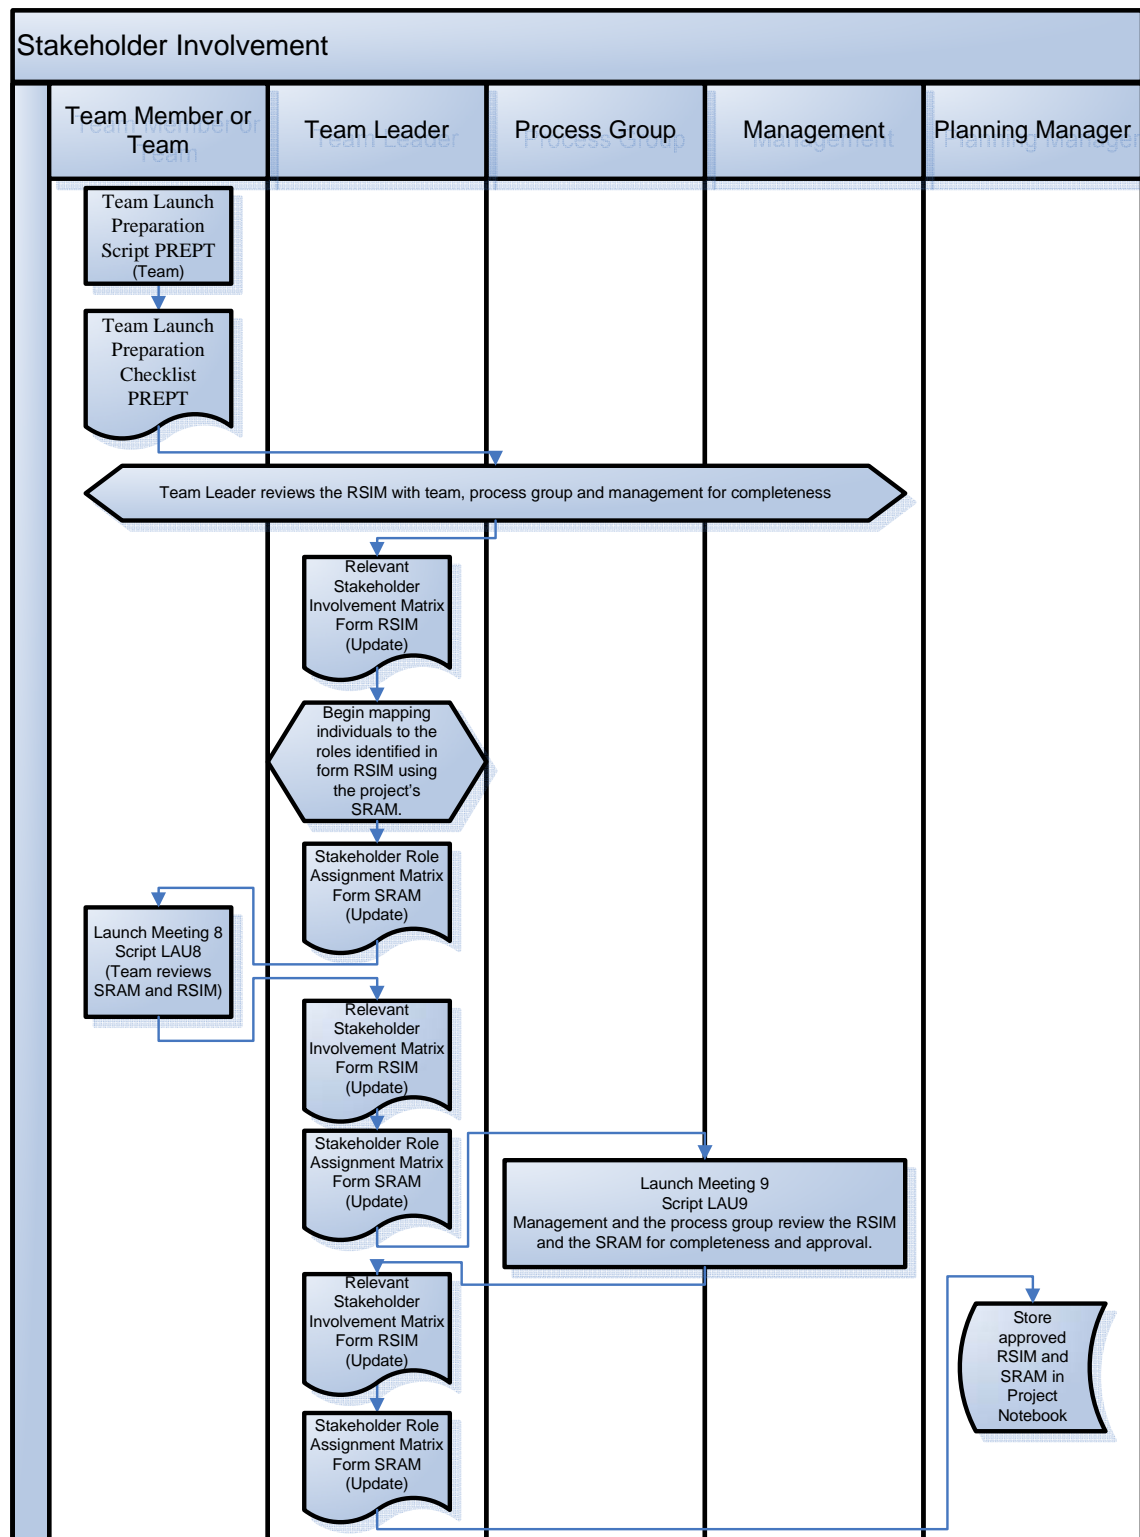 Stakeholder Involvement
Team Member or
Team
Team Leader
Process Group
Management
Planning Manager
Team Launch
Preparation
Script PREPT
(Team)
Team Launch
Preparation
Checklist
PREPT
Team Leader reviews the RSIM with team, process group and management for completeness
Relevant
Stakeholder
Involvement Matrix
Form RSIM
(Update)
Begin mapping
individuals to the
roles identified in
form RSIM using
the project's
SRAM.
Stakeholder Role
Assignment Matrix
Form SRAM
(Update)
Launch Meeting 8
Script LAU8
(Team reviews
SRAM and RSIM)
Relevant
Stakeholder
Involvement Matrix
Form RSIM
(Update)
Stakeholder Role
Assignment Matrix
Form SRAM
(Update)
Launch Meeting 9
Script LAU9
Management and the process group review the RSIM
and the SRAM for completeness and approval.
Relevant
Stakeholder
Involvement Matrix
Form RSIM
(Update)
Store
approved
RSIM and
SRAM in
Project
Notebook
Stakeholder Role
Assignment Matrix
Form SRAM
(Update)